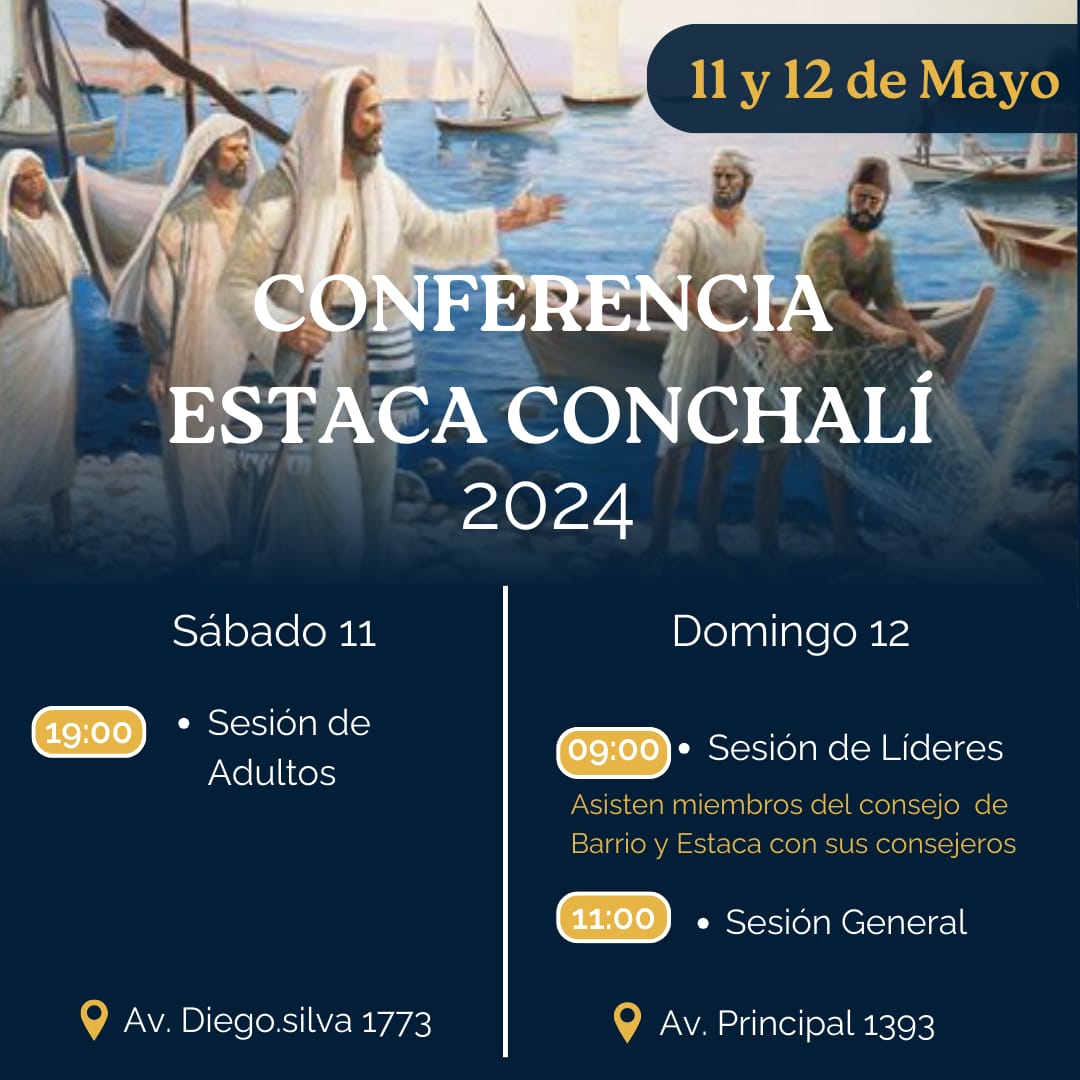 11 y 12 de Mayo
CONFERENCIA
ESTACA CONCHALÍ
2024
Sábado 11
19:00 • Sesión de
Adultos
Av. Diego.silva 1773
Domingo 12
09:00 • Sesión de Líderes
Asisten miembros del consejo de
Barrio y Estaca con sus consejeros
11:00 • Sesión General
Av. Principal 1393